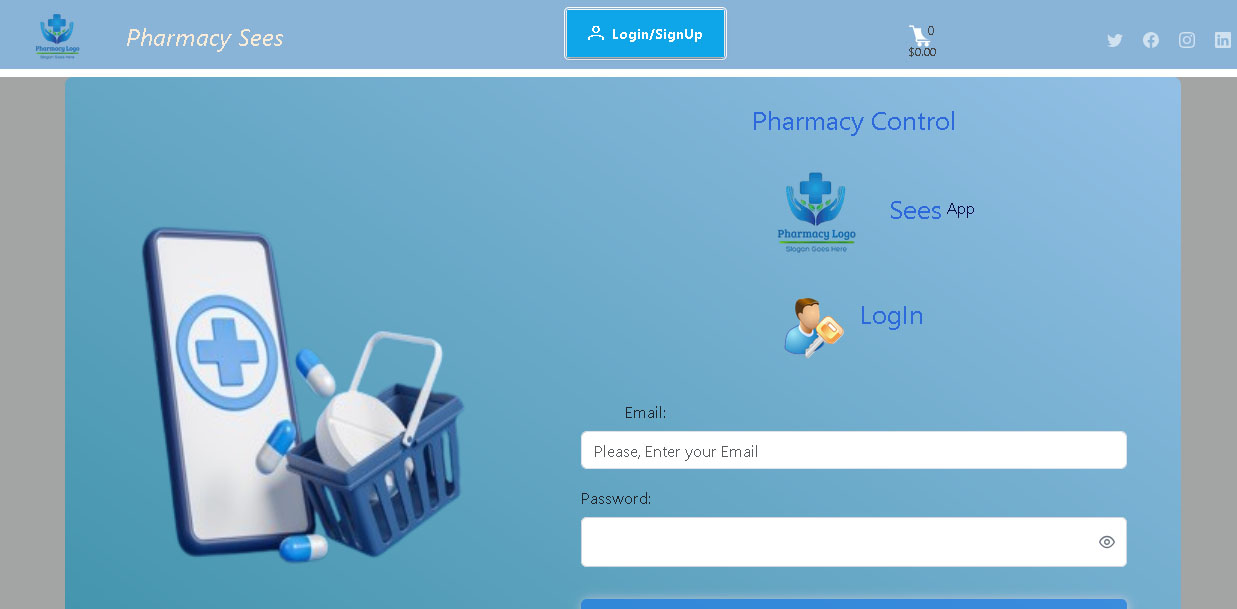 Pharmacy Logo
Slogan Goes Here
Pharmacy Sees
Login/SignUp
0
$0.00
Pharmacy Control
Pharmacy Logo
Slogan Goes Here
Sees App
LogIn
Email:
Please, Enter your Email
Password: